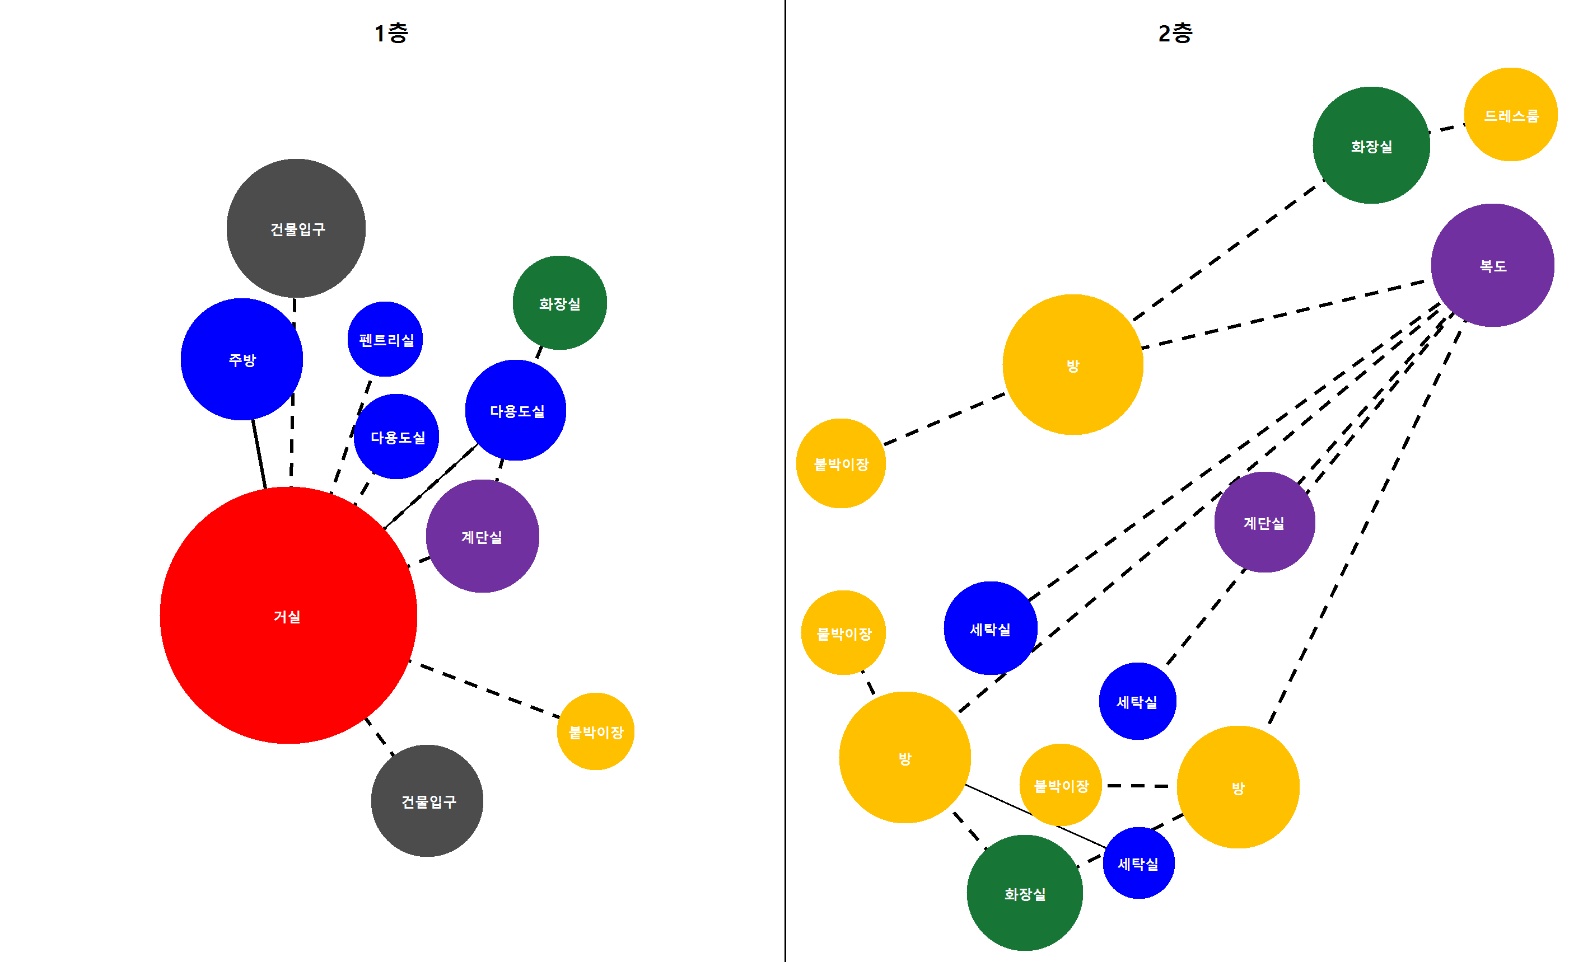 1층
건물입구
화장실
펜트리실
주방
다용도실
다용도실
계단실
거실
붙박이장
건물입구
2층
드레스룸
화장실
복도
방
붙박이장
계단실
세탁실
붙박이장
세탁실
방
붙박이장
방
세탁실
화장실